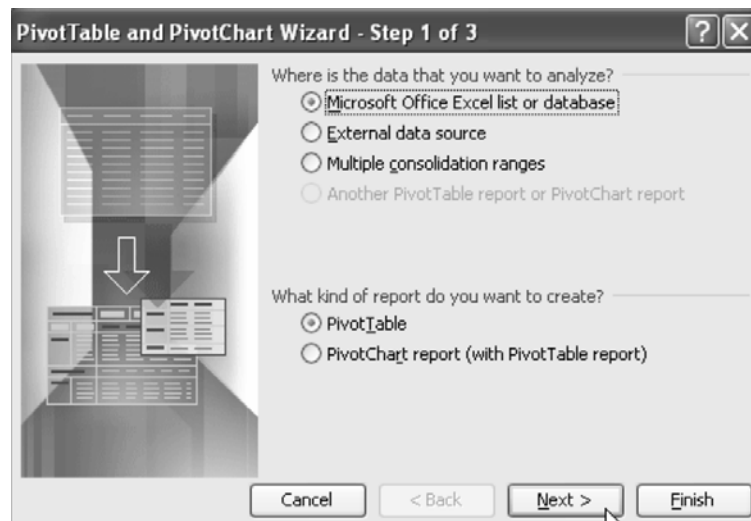 PivotTable and PivotChart Wizard - Step 1 of 3
Where is the data that you want to analyze?
Microsoft Office Excel list or database
External data source
Multiple consolidation ranges
Another PivotTable report or PivotChart report
What kind of report do you want to create?
PivotTable
PivotChart report (with PivotTable report)
Cancel < Back Next > Finish